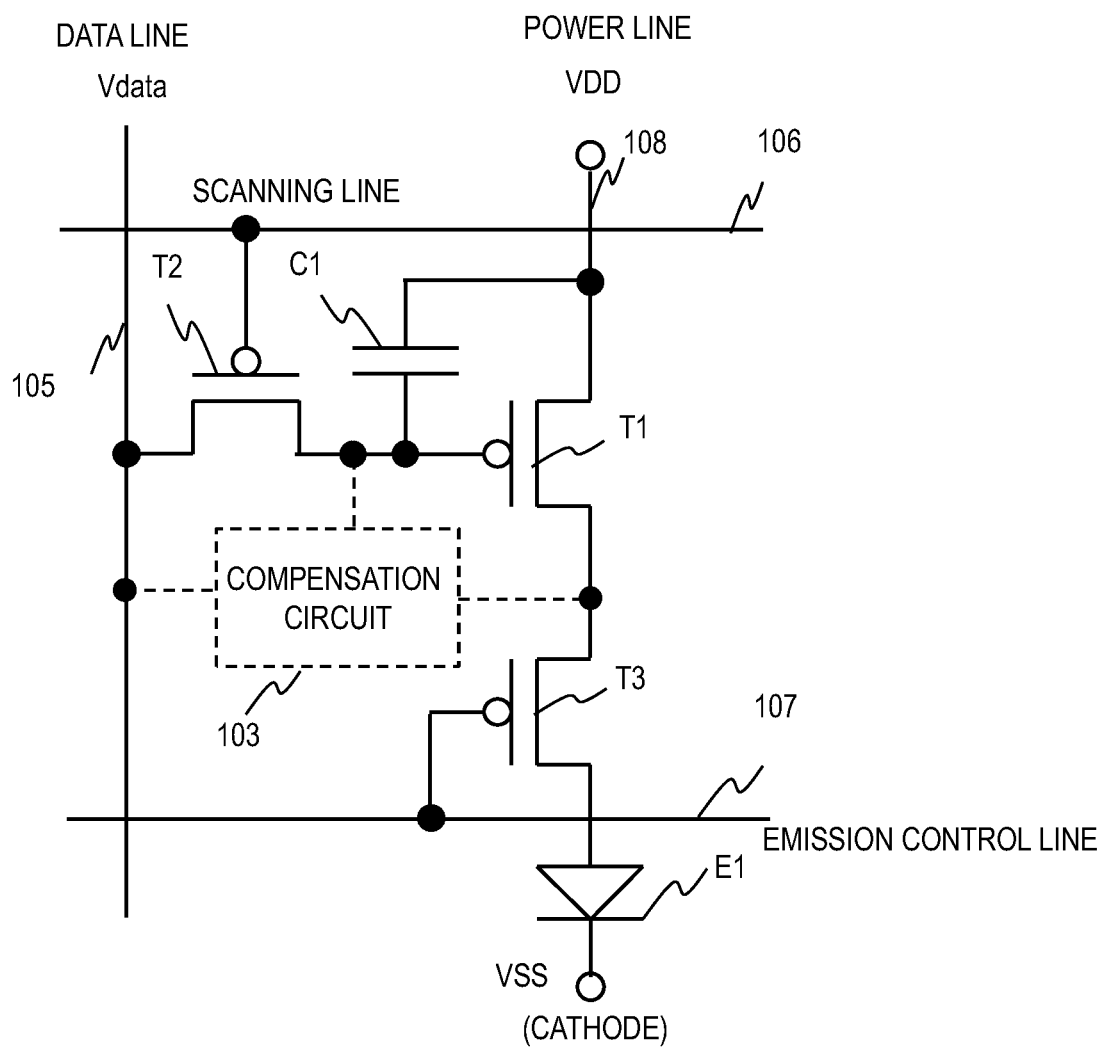 DATA LINE
Vdata
POWER LINE
VDD
108
106
SCANNING LINE
T2
C1
105
T1
COMPENSATION
CIRCUIT
103
T3
107
EMISSION CONTROL LINE
E1
VSS
(CATHODE)